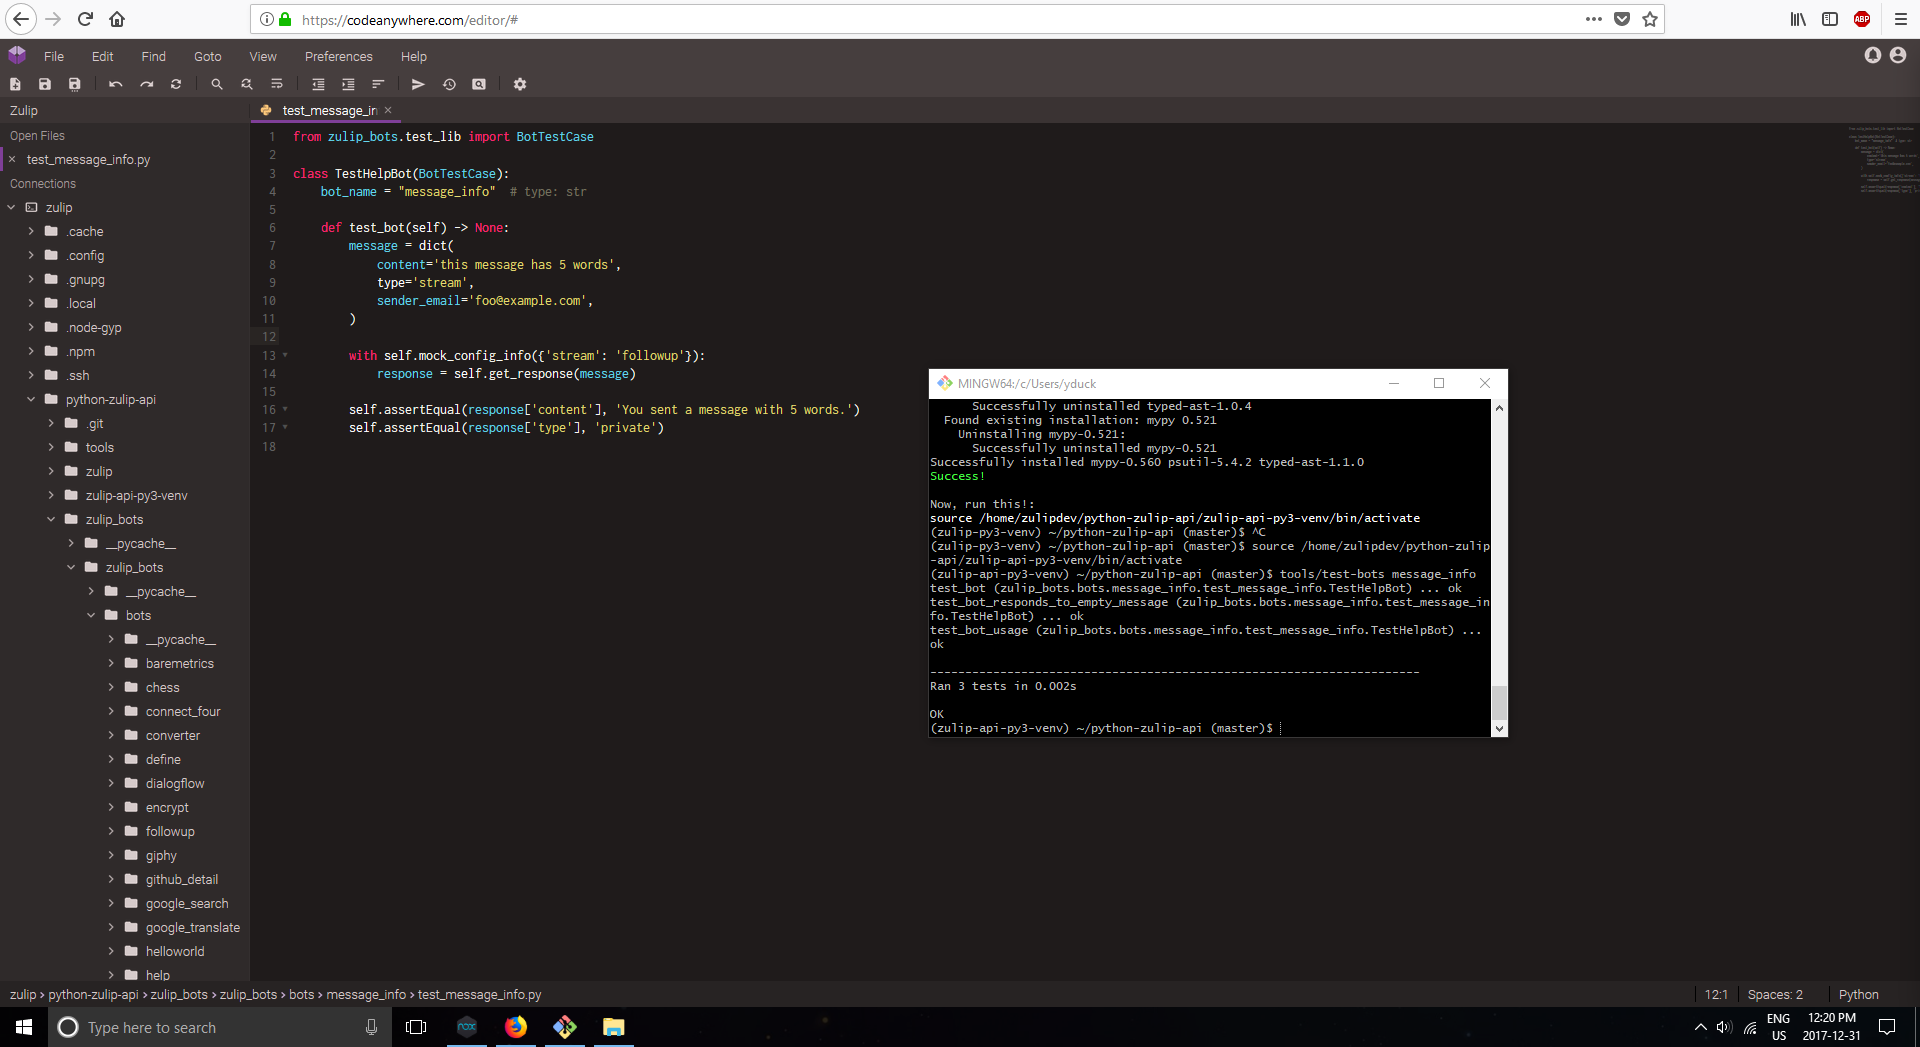 https://codeanywhere.com/editor/#
ABP
File Edit Find Goto View Preferences Help
Zulip
test_message_in
Open Files
test_message_info.py
Connections
zulip
.cache
.config
.gnupg
.local
.node-gyp
.npm
.ssh
python-zulip-api
.git
tools
zulip
zulip-api-py3-venv
zulip_bots
__pycache__
zulip_bots
__pycache__
bots
__pycache__
baremetrics
chess
connect_four
converter
define
dialogflow
encrypt
followup
giphy
github_detail
google_search
google_translate
helloworld
help
1 from zulip_bots.test_lib import BotTestCase
2
3 class TestHelpBot(BotTestCase):
4     bot_name = "message_info"  # type: str
5
6     def test_bot(self) -> None:
7         message = dict(
8             content='this message has 5 words',
9             type='stream',
10             sender_email='foo@example.com',
11         )
12
13         with self.mock_config_info({'stream': 'followup'}):
14             response = self.get_response(message)
15
16         self.assertEqual(response['content'], 'You sent a message with 5 words.')
17         self.assertEqual(response['type'], 'private')
18
MINGW64:/c/Users/yduck
Successfully uninstalled typed-ast-1.0.4
Found existing installation: mypy 0.521
Uninstalling mypy-0.521:
Successfully uninstalled mypy-0.521
Successfully installed mypy-0.560 psutil-5.4.2 typed-ast-1.1.0
Success!
Now, run this!:
source /home/zulipdev/python-zulip-api/zulip-api-py3-venv/bin/activate
(zulip-py3-venv) ~/python-zulip-api (master)$ ^C
(zulip-py3-venv) ~/python-zulip-api (master)$ source /home/zulipdev/python-zulip
-api/zulip-api-py3-venv/bin/activate
(zulip-api-py3-venv) ~/python-zulip-api (master)$ tools/test-bots message_info
test_bot (zulip_bots.bots.message_info.test_message_info.TestHelpBot) ... ok
test_bot_responds_to_empty_message (zulip_bots.bots.message_info.test_message_in
fo.TestHelpBot) ... ok
test_bot_usage (zulip_bots.bots.message_info.test_message_info.TestHelpBot) ...
ok
----------------------------------------------------------------------
Ran 3 tests in 0.002s
OK
(zulip-api-py3-venv) ~/python-zulip-api (master)$
zulip › python-zulip-api › zulip_bots › zulip_bots › bots › message_info › test_message_info.py
12:1 Spaces: 2 Python
Type here to search
nox
ENG
US
12:20 PM
2017-12-31